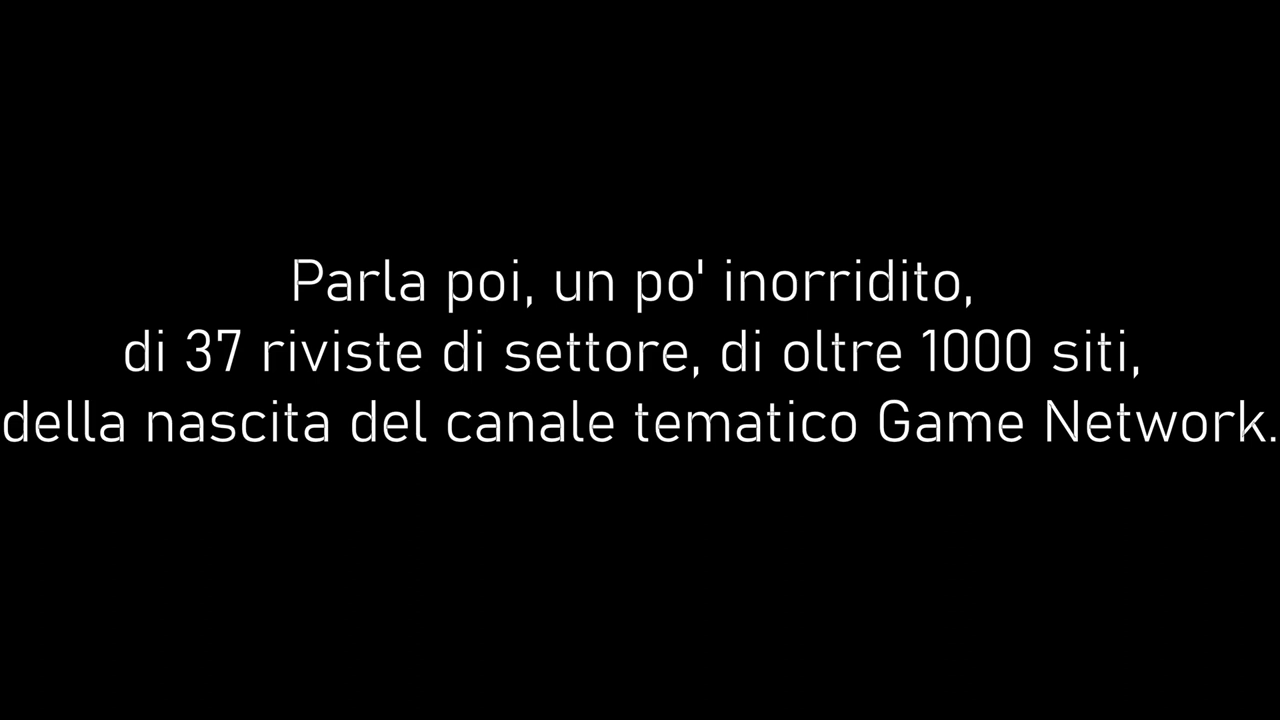 Parla poi, un po' inorridito,
di 37 riviste di settore, di oltre 1000 siti,
della nascita del canale tematico Game Network.